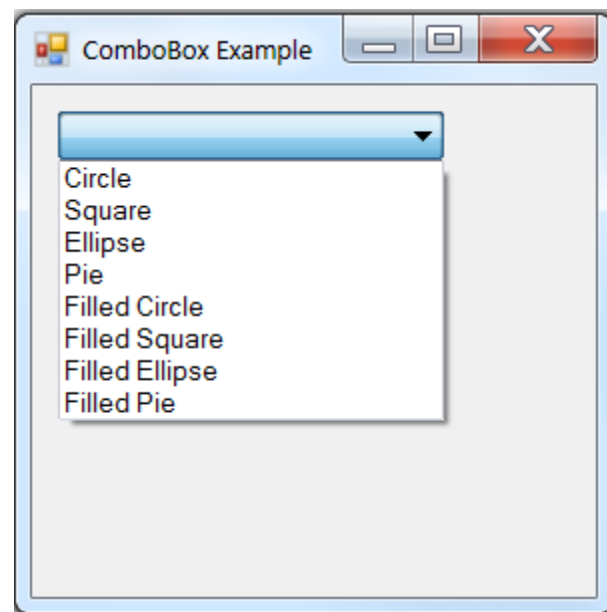 ComboBox Example
Circle
Square
Ellipse
Pie
Filled Circle
Filled Square
Filled Ellipse
Filled Pie